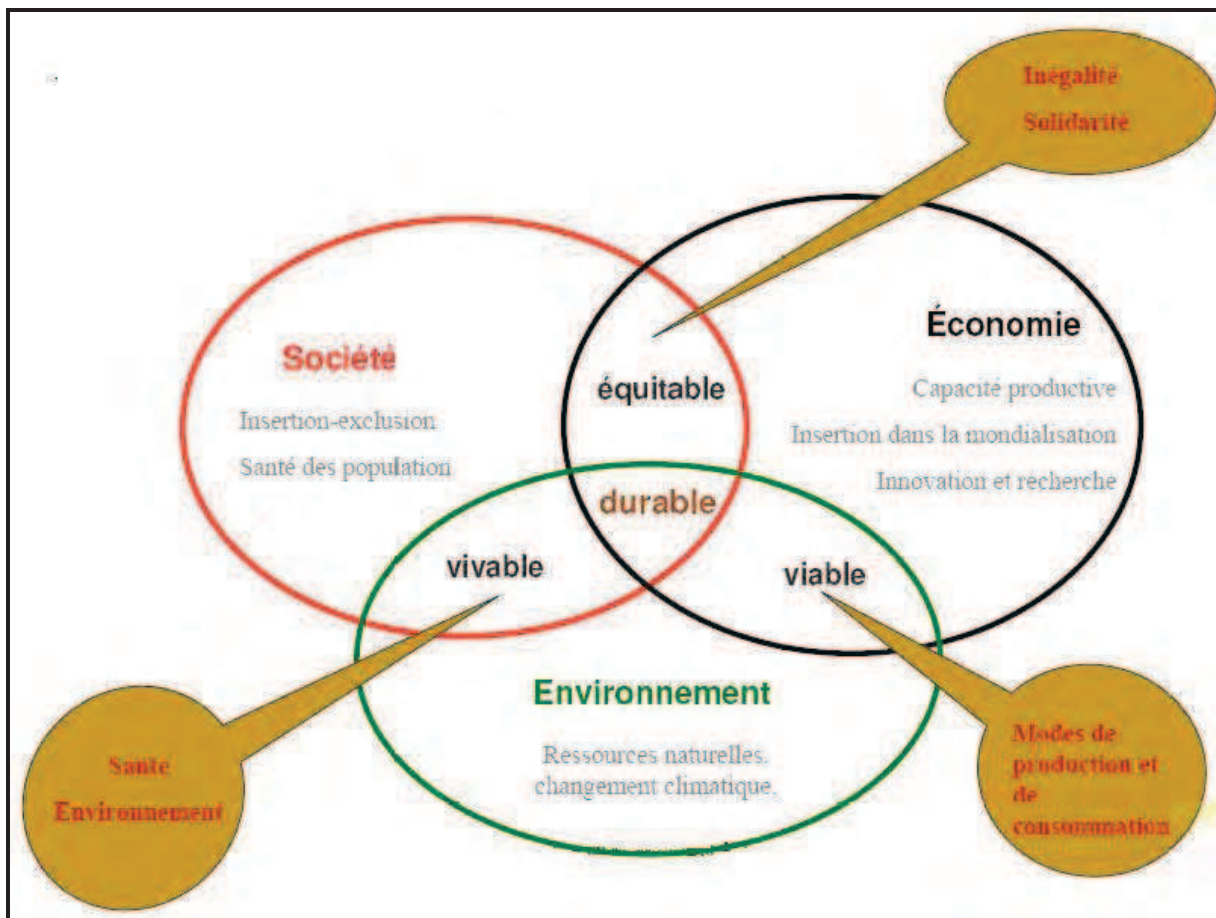 Inégalité
Solidarité
Économie
Société
Capacité productive
équitable
Insertion-exclusion
Insertion dans la mondialisation
Santé des population
Innovation et recherche
durable
vivable
viable
Environnement
Modes de
production et
de
consommation
Ressources naturelles.
changement climatique.
Santé
Environnement